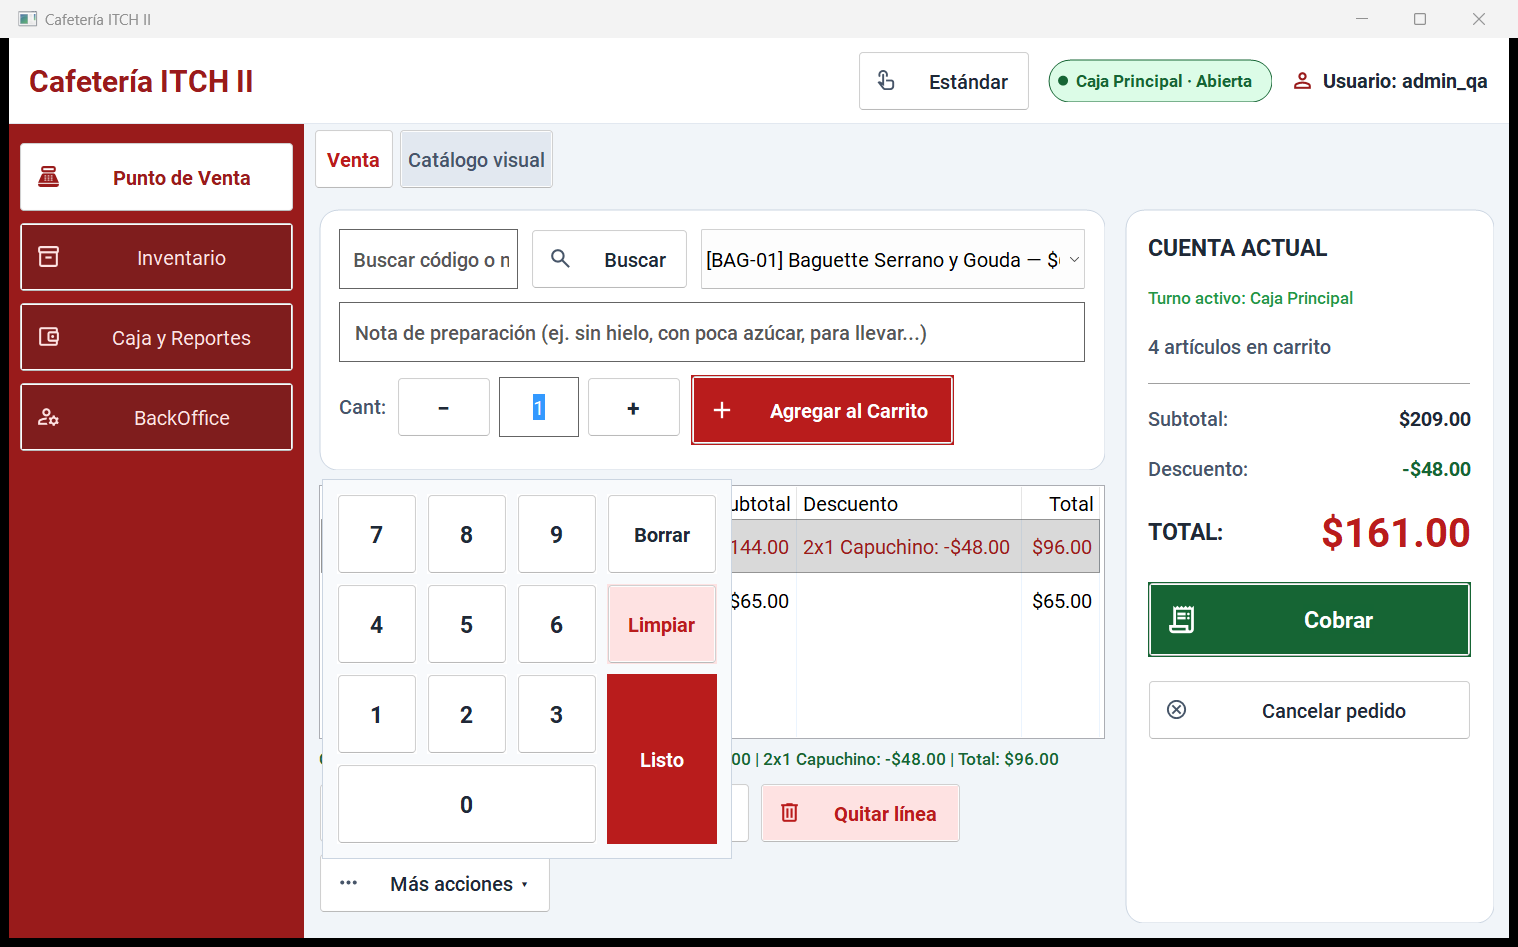 Cafetería ITCH II
Cafetería ITCH II
Estándar
Caja Principal · Abierta
Usuario: admin_qa
Punto de Venta
Inventario
Caja y Reportes
BackOffice
Venta
Catálogo visual
Buscar código o n
Buscar
[BAG-01] Baguette Serrano y Gouda — $
Nota de preparación (ej. sin hielo, con poca azúcar, para llevar...)
Cant:
−
1
+
+ Agregar al Carrito
ubtotal Descuento Total
144.00 2x1 Capuchino: -$48.00 $96.00
$65.00 $65.00
7 8 9 Borrar
4 5 6 Limpiar
1 2 3 Listo
0
00 | 2x1 Capuchino: -$48.00 | Total: $96.00
Quitar línea
Más acciones
CUENTA ACTUAL
Turno activo: Caja Principal
4 artículos en carrito
Subtotal: $209.00
Descuento: -$48.00
TOTAL: $161.00
Cobrar
Cancelar pedido